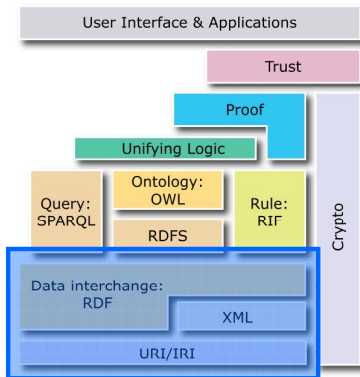 User Interface & Applications
Trust
Proof
Unifying Logic
Query:
SPARQL
Ontology:
OWL
RDFS
Rule:
RIF
Crypto
Data interchange:
RDF
XML
URI/IRI